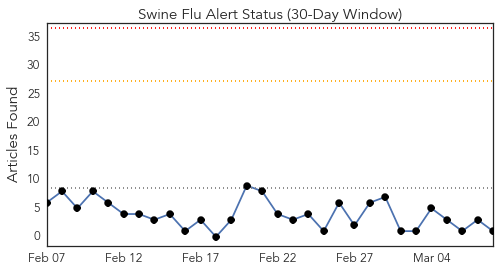 Swine Flu Alert Status (30-Day Window)
Articles Found
35
30
25
20
15
10
5
0
Feb 07 Feb 12 Feb 17 Feb 22 Feb 27 Mar 04